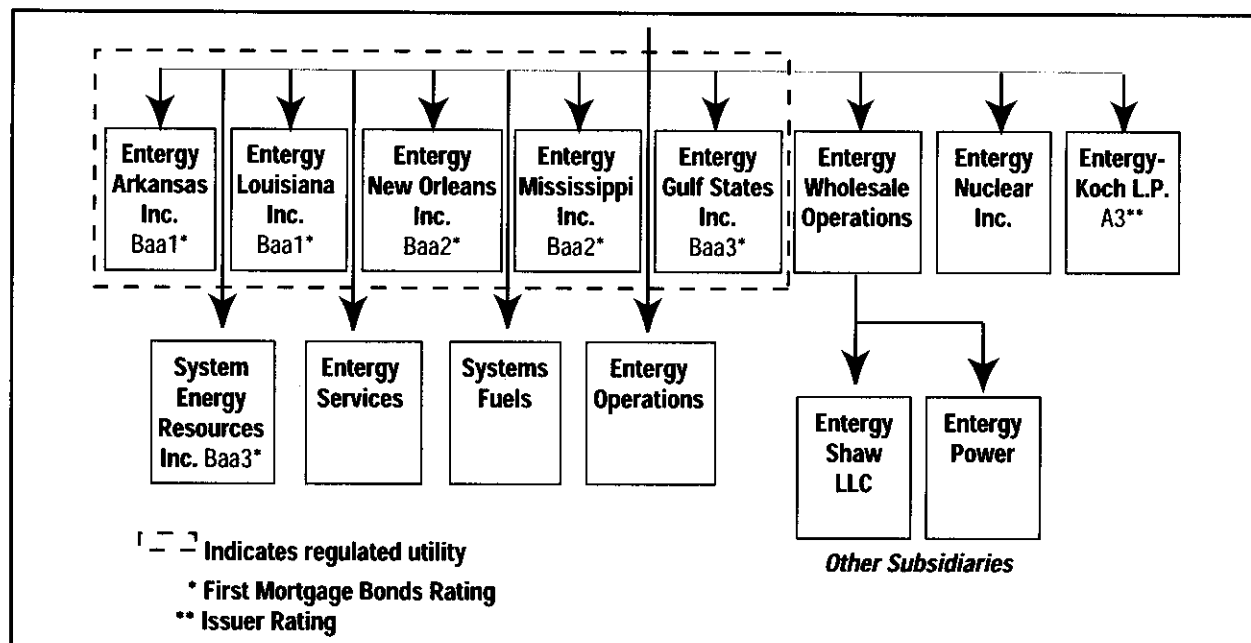 Entergy
Arkansas
Inc.
Baa1*
Entergy
Louisiana
Inc.
Baa1*
Entergy
New Orleans
Inc.
Baa2*
Entergy
Mississippi
Inc.
Baa2*
Entergy
Gulf States
Inc.
Baa3*
Entergy
Wholesale
Operations
Entergy
Nuclear
Inc.
Entergy-
Koch L.P.
A3**
System
Energy
Resources
Inc. Baa3*
Entergy
Services
Systems
Fuels
Entergy
Operations
Entergy
Shaw
LLC
Entergy
Power
Indicates regulated utility
* First Mortgage Bonds Rating
** Issuer Rating
Other Subsidiaries